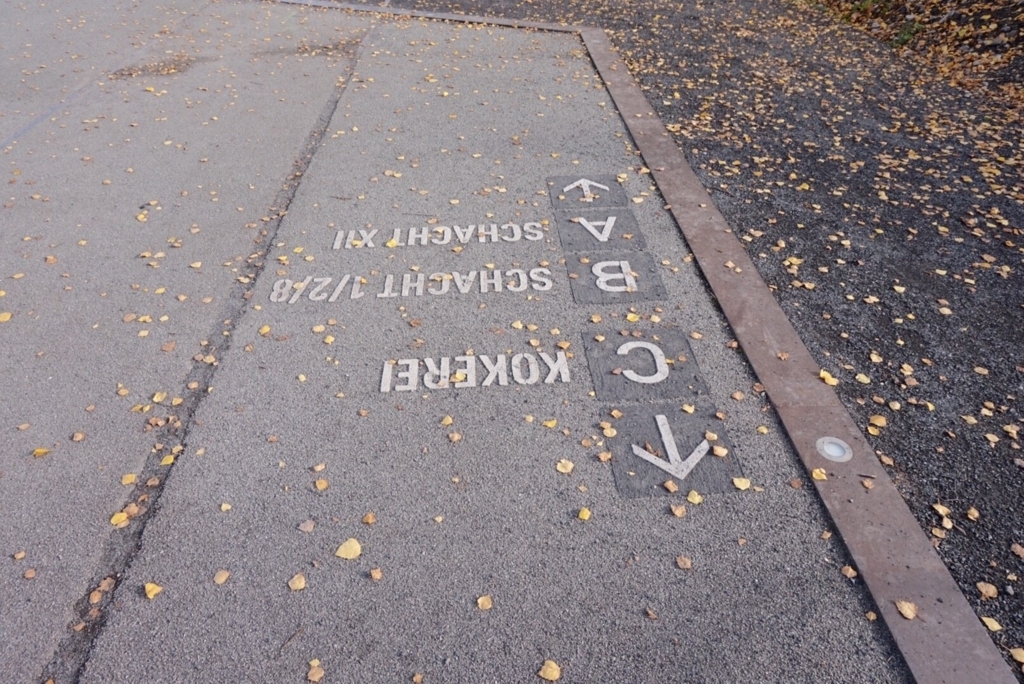 C KOKEREI
B SCHACHT 1/2/8
A SCHACHT XII